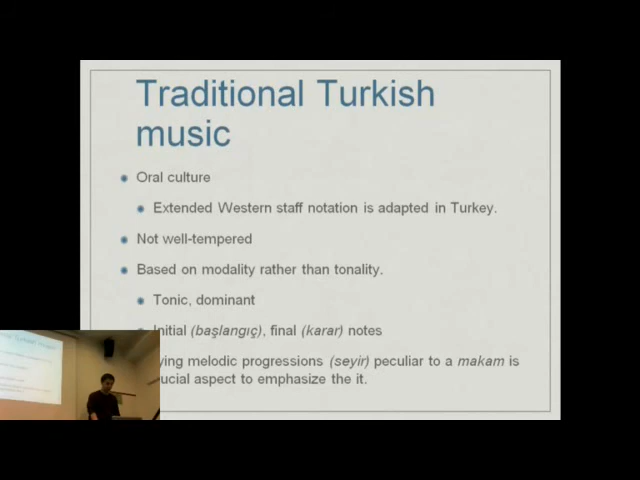 Traditional Turkish
music
Oral culture
Extended Western staff notation is adapted in Turkey.
Not well-tempered
Based on modality rather than tonality.
Tonic, dominant
Initial (başlangıç), final (karar) notes
melodic progressions (seyir) peculiar to a makam is
aspect to emphasize the it.